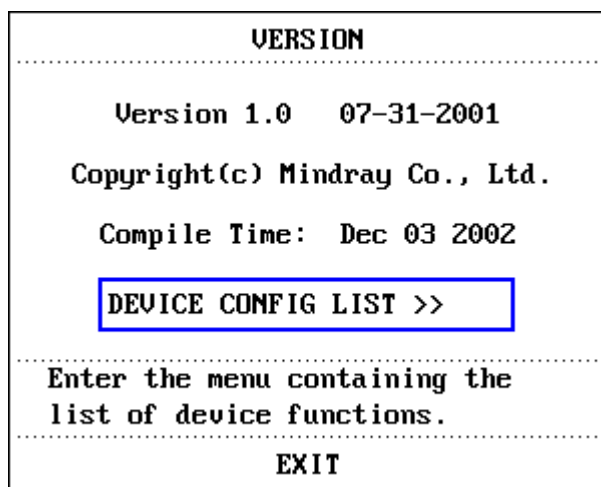 VERSION
Version 1.0 07-31-2001
Copyright(c) Mindray Co., Ltd.
Compile Time: Dec 03 2002
DEVICE CONFIG LIST >>
Enter the menu containing the
list of device functions.
EXIT